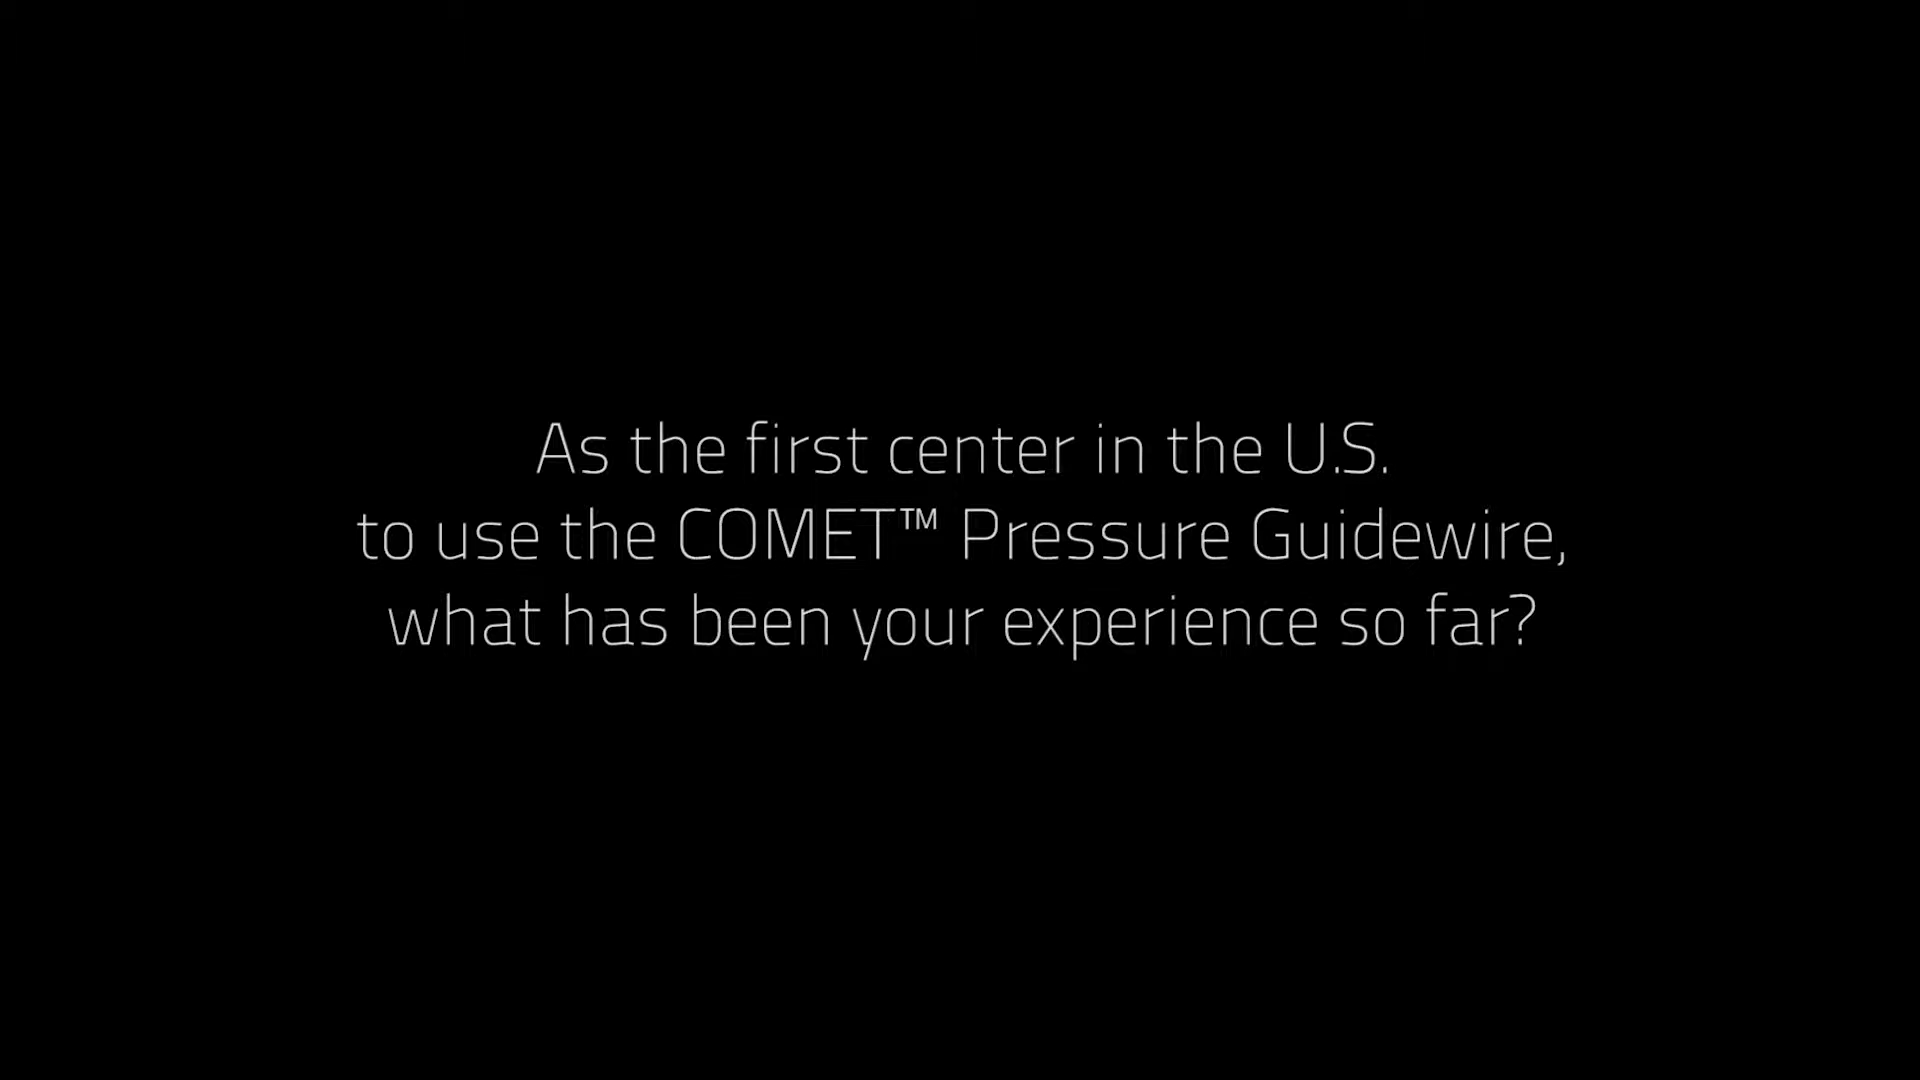 As the first center in the U.S.
to use the COMET™ Pressure Guidewire,
what has been your experience so far?